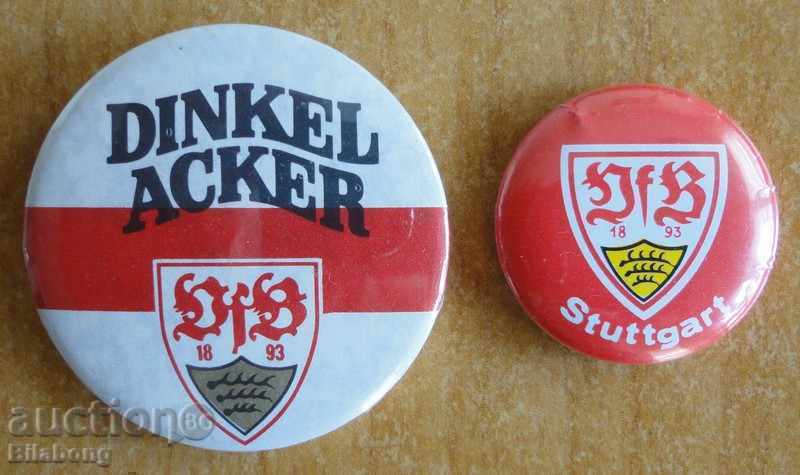 DINKEL
ACKER
VfB
18 93
VfB
18 93
Stuttgart
auction BG
Bilabong